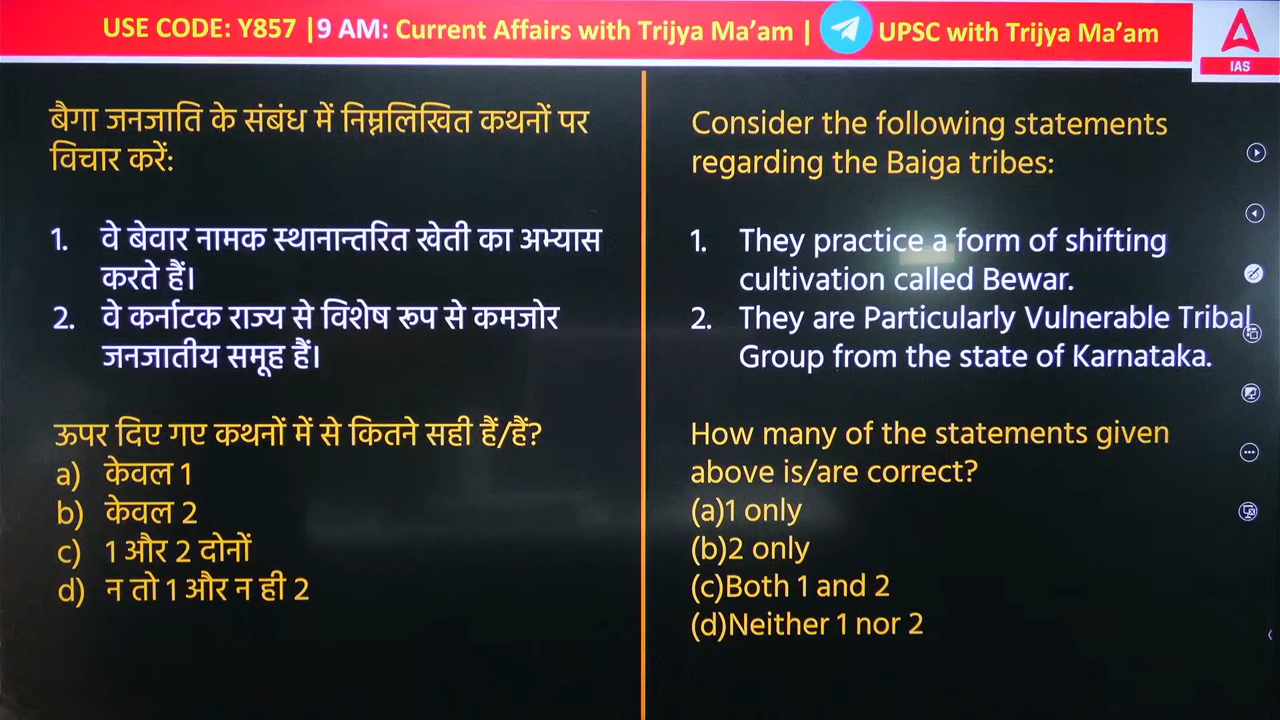 USE CODE: Y857 |9 AM: Current Affairs with Trijya Ma’am | UPSC with Trijya Ma’am
IAS
बैगा जनजाति के संबंध में निम्नलिखित कथनों पर
विचार करें:
1. वे बेवार नामक स्थानान्तरित खेती का अभ्यास
करते हैं।
2. वे कर्नाटक राज्य से विशेष रूप से कमजोर
जनजातीय समूह हैं।
ऊपर दिए गए कथनों में से कितने सही हैं/हैं?
a) केवल 1
b) केवल 2
c) 1 और 2 दोनों
d) न तो 1 और न ही 2
Consider the following statements
regarding the Baiga tribes:
1. They practice a form of shifting
cultivation called Bewar.
2. They are Particularly Vulnerable Tribal
Group from the state of Karnataka.
How many of the statements given
above is/are correct?
(a)1 only
(b)2 only
(c)Both 1 and 2
(d)Neither 1 nor 2